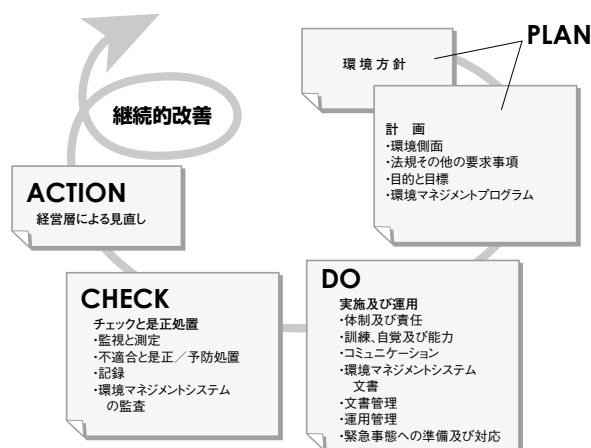 PLAN
環境方針
計　画
・環境側面
・法規その他の要求事項
・目的と目標
・環境マネジメントプログラム
DO
実施及び運用
・体制及び責任
・訓練、自覚及び能力
・コミュニケーション
・環境マネジメントシステム
文書
・文書管理
・運用管理
・緊急事態への準備及び対応
CHECK
チェックと是正処置
・監視と測定
・不適合と是正／予防処置
・記録
・環境マネジメントシステム
の監査
ACTION
経営層による見直し
継続的改善